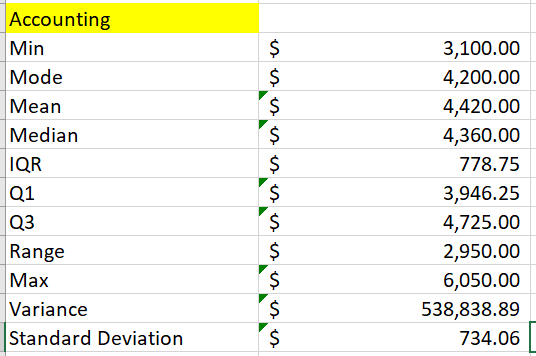 Accounting
Min $ 3,100.00
Mode $ 4,200.00
Mean $ 4,420.00
Median $ 4,360.00
IQR $ 778.75
Q1 $ 3,946.25
Q3 $ 4,725.00
Range $ 2,950.00
Max $ 6,050.00
Variance $ 538,838.89
Standard Deviation $ 734.06